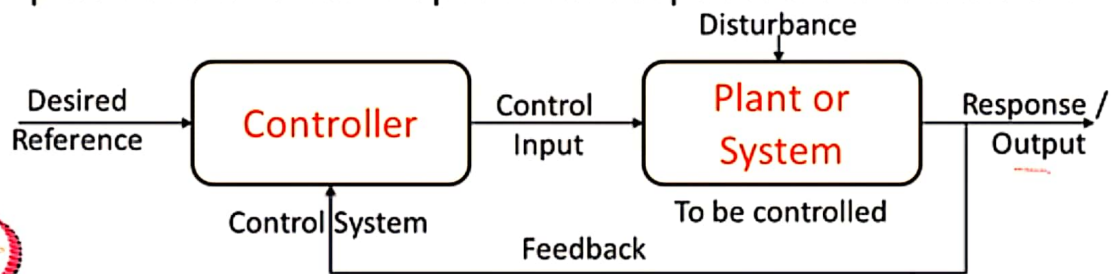 Disturbance
Desired
Reference
Controller
Control
Input
Plant or
System
Response /
Output
Control System
To be controlled
Feedback